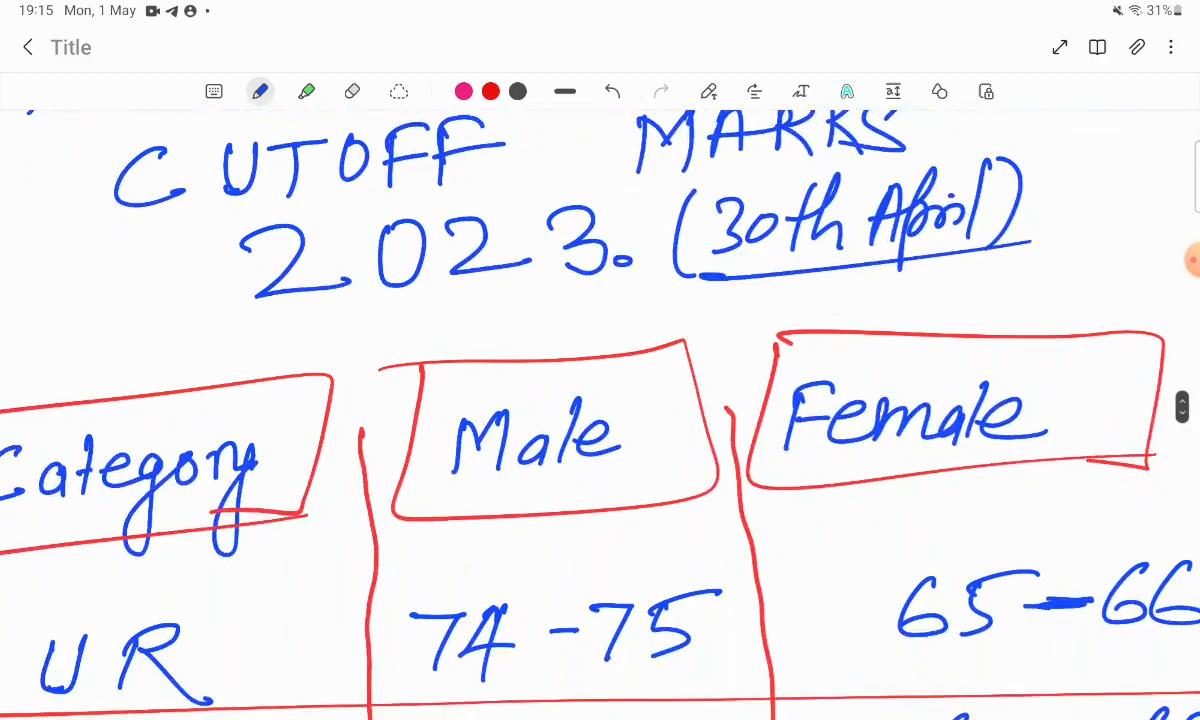 19:15 Mon, 1 May
31%
Title
CUTOFF MARKS
2023. (30th April)
Category Male Female
UR 74-75 65-66